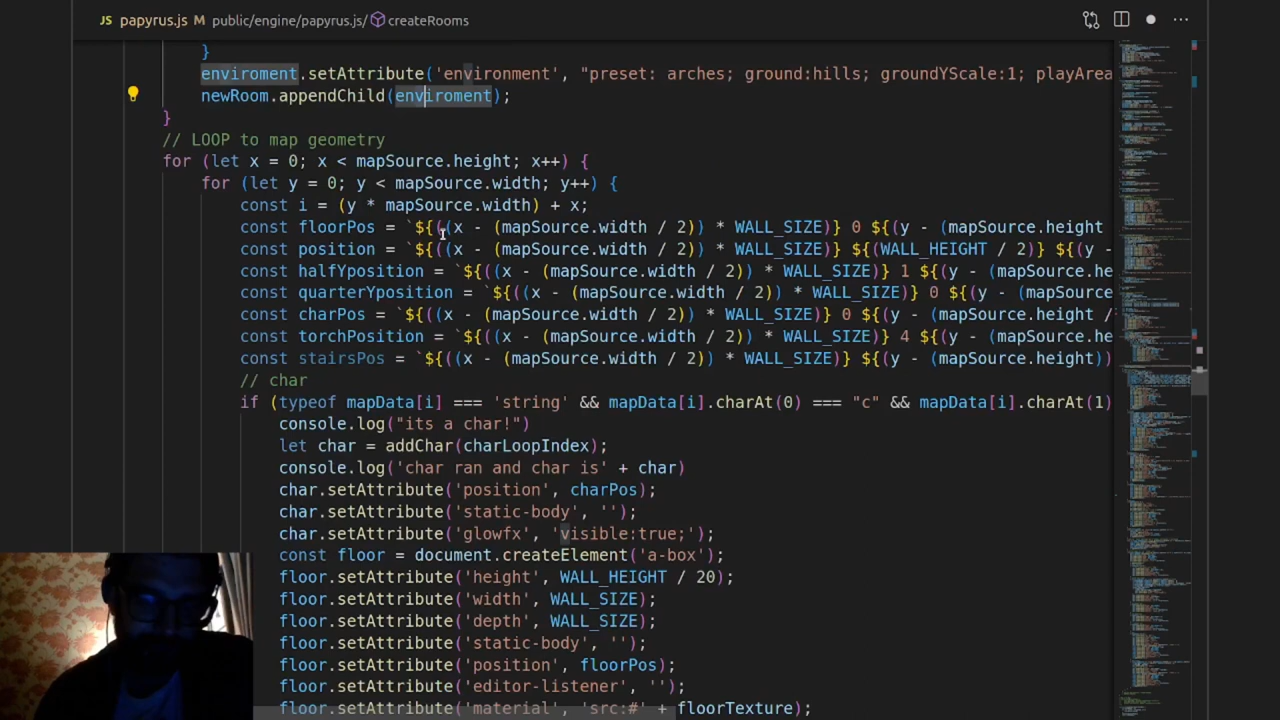 JS papyrus.js M public/engine/papyrus.js/ createRooms
}
enviroment.setAttribute('environment', "preset: arches; ground:hills; groundYScale:1; playArea
newRoom.appendChild(enviroment);
}
// LOOP to map geometry
for (let x = 0; x < mapSource.height; x++) {
for (let y = 0; y < mapSource.width; y++) {
const i = (y * mapSource.width) + x;
const floorPos = `${((x - (mapSource.width / 2)) * WALL_SIZE)} 0 ${(y - (mapSource.height
const position = `${((x - (mapSource.width / 2)) * WALL_SIZE)} ${(WALL_HEIGHT / 2)} ${(y -
const halfYposition = `${((x - (mapSource.width / 2)) * WALL_SIZE)} 1 ${(y - (mapSource.he
const quarterYposition = `${((x - (mapSource.width / 2)) * WALL_SIZE)} 0 ${(y - (mapSource
const charPos = `${((x - (mapSource.width / 2)) * WALL_SIZE)} 0 ${(y - (mapSource.height /
const torchPosition = `${((x - (mapSource.width / 2)) * WALL_SIZE)} 4 ${(y - (mapSource.he
const stairsPos = `${((x - (mapSource.width / 2)) * WALL_SIZE)} ${(y - (mapSource.height))
// char
if (typeof mapData[i] === 'string' && mapData[i].charAt(0) === "c" && mapData[i].charAt(1)
console.log("its a char!")
let char = addChar(charLoopIndex);
console.log('char ran and char is' + char)
char.setAttribute('position', charPos);
char.setAttribute('static-body', '');
char.setAttribute('glowfx', 'visible:true;');
const floor = document.createElement('a-box');
floor.setAttribute('height', WALL_HEIGHT / 20);
floor.setAttribute('width', WALL_SIZE);
floor.setAttribute('depth', WALL_SIZE);
floor.setAttribute('static-body', '');
floor.setAttribute('position', floorPos);
floor.setAttribute('editor-listener', '');
floor.setAttribute('material', 'src:#' + floorTexture);